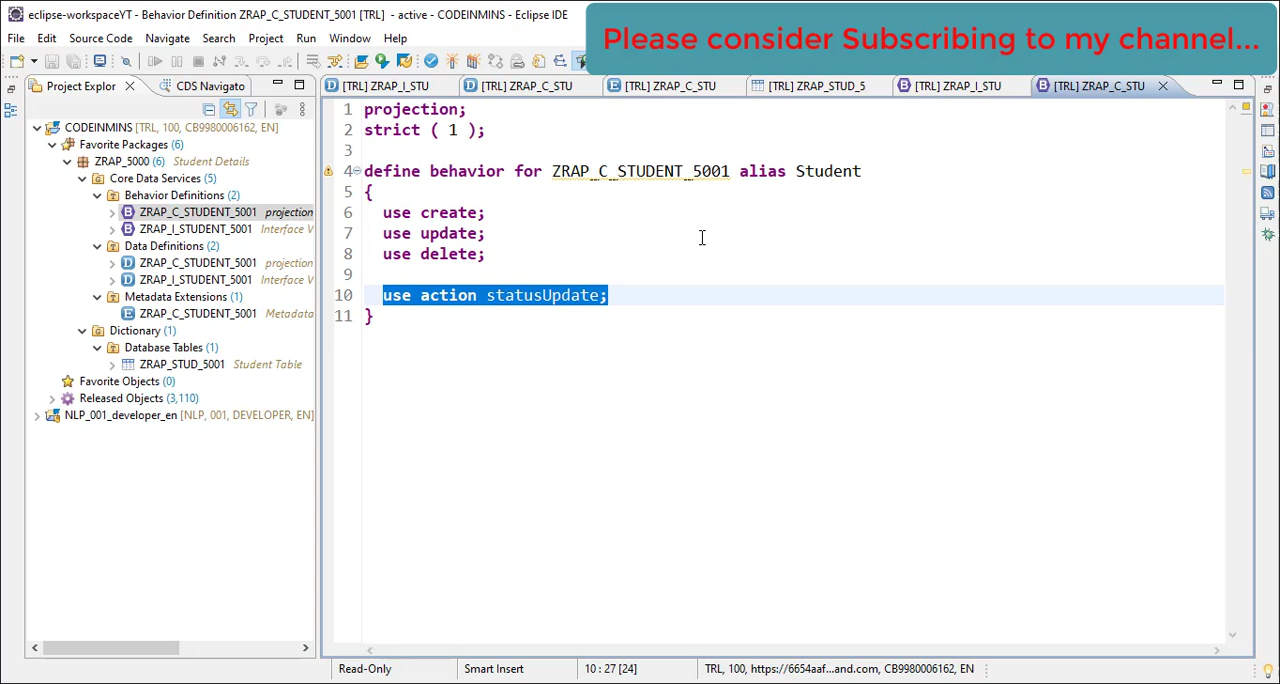 eclipse-workspaceYT - Behavior Definition ZRAP_C_STUDENT_5001 [TRL] - active - CODEINMINS - Eclipse IDE
Please consider Subscribing to my channel...
File Edit Source Code Navigate Search Project Run Window Help
Project Explor CDS Navigato
[TRL] ZRAP_I_STU [TRL] ZRAP_C_STU [TRL] ZRAP_C_STU [TRL] ZRAP_STUD_5 [TRL] ZRAP_I_STU [TRL] ZRAP_C_STU
CODEINMINS [TRL, 100, CB9980006162, EN]
Favorite Packages (6)
ZRAP_5000 (6) Student Details
Core Data Services (5)
Behavior Definitions (2)
ZRAP_C_STUDENT_5001 projection
ZRAP_I_STUDENT_5001 Interface V
Data Definitions (2)
ZRAP_C_STUDENT_5001 projection
ZRAP_I_STUDENT_5001 Interface V
Metadata Extensions (1)
ZRAP_C_STUDENT_5001 Metadata
Dictionary (1)
Database Tables (1)
ZRAP_STUD_5001 Student Table
Favorite Objects (0)
Released Objects (3,110)
NLP_001_developer_en [NLP, 001, DEVELOPER, EN]
1 projection;
2 strict ( 1 );
3
4 define behavior for ZRAP_C_STUDENT_5001 alias Student
5 {
6 use create;
7 use update;
8 use delete;
9
10 use action statusUpdate;
11 }
Read-Only Smart Insert 10 : 27 [24] TRL, 100, https://6654aaf...and.com, CB9980006162, EN